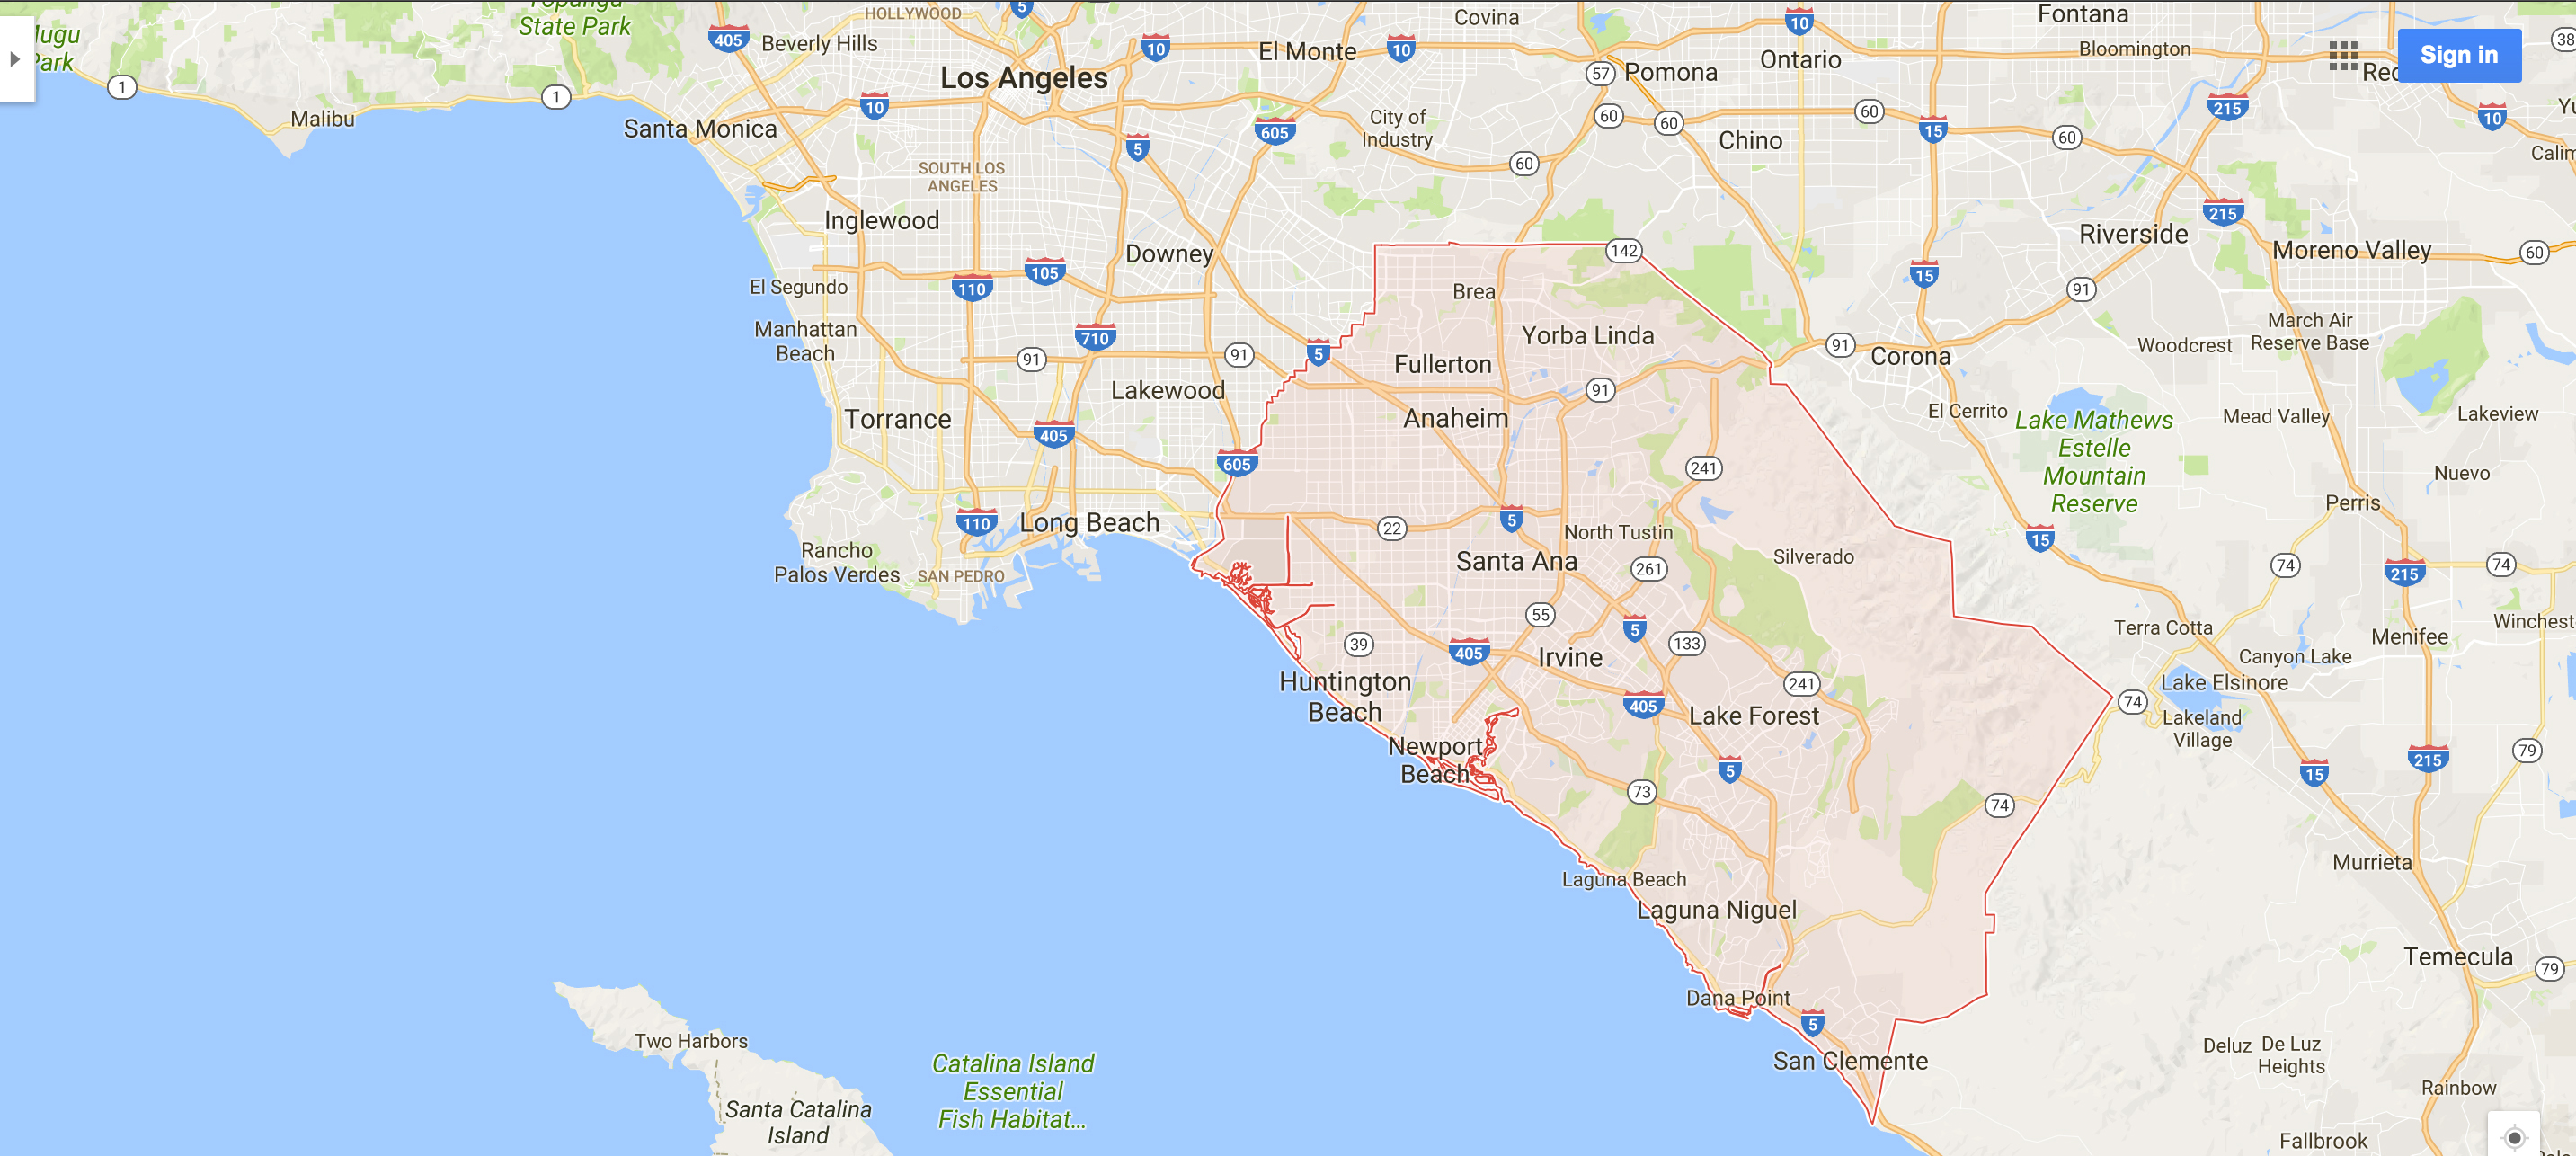 Topanga
State Park
Mugu
Park
HOLLYWOOD
5
405
Beverly Hills
10
El Monte
10
Covina
10
Fontana
Bloomington
38
Sign in
Los Angeles
57
Pomona
Ontario
1
1
Malibu
Santa Monica
10
5
605
City of
Industry
60
60
60
60
Chino
15
60
215
10
SOUTH LOS
ANGELES
Inglewood
Downey
142
215
Riverside
Moreno Valley
60
El Segundo
110
105
Brea
15
91
Manhattan
Beach
710
91
91
5
Fullerton
Yorba Linda
91
Corona
Woodcrest
March Air
Reserve Base
Lakewood
91
Anaheim
El Cerrito
Lake Mathews
Estelle
Mountain
Reserve
Mead Valley
Lakeview
Torrance
405
605
241
Nuevo
Perris
110
Long Beach
22
5
North Tustin
15
Rancho
Palos Verdes
SAN PEDRO
Santa Ana
261
Silverado
74
215
74
55
5
133
39
405
Irvine
Terra Cotta
Menifee
Winchest
Canyon Lake
Huntington
Beach
241
405
Lake Forest
Lake Elsinore
74
Lakeland
Village
Newport
Beach
5
73
74
15
215
79
Laguna Beach
Murrieta
Laguna Niguel
Temecula
79
Dana Point
5
San Clemente
Two Harbors
Catalina Island
Essential
Fish Habitat...
Santa Catalina
Island
Deluz
De Luz
Heights
Rainbow
Fallbrook